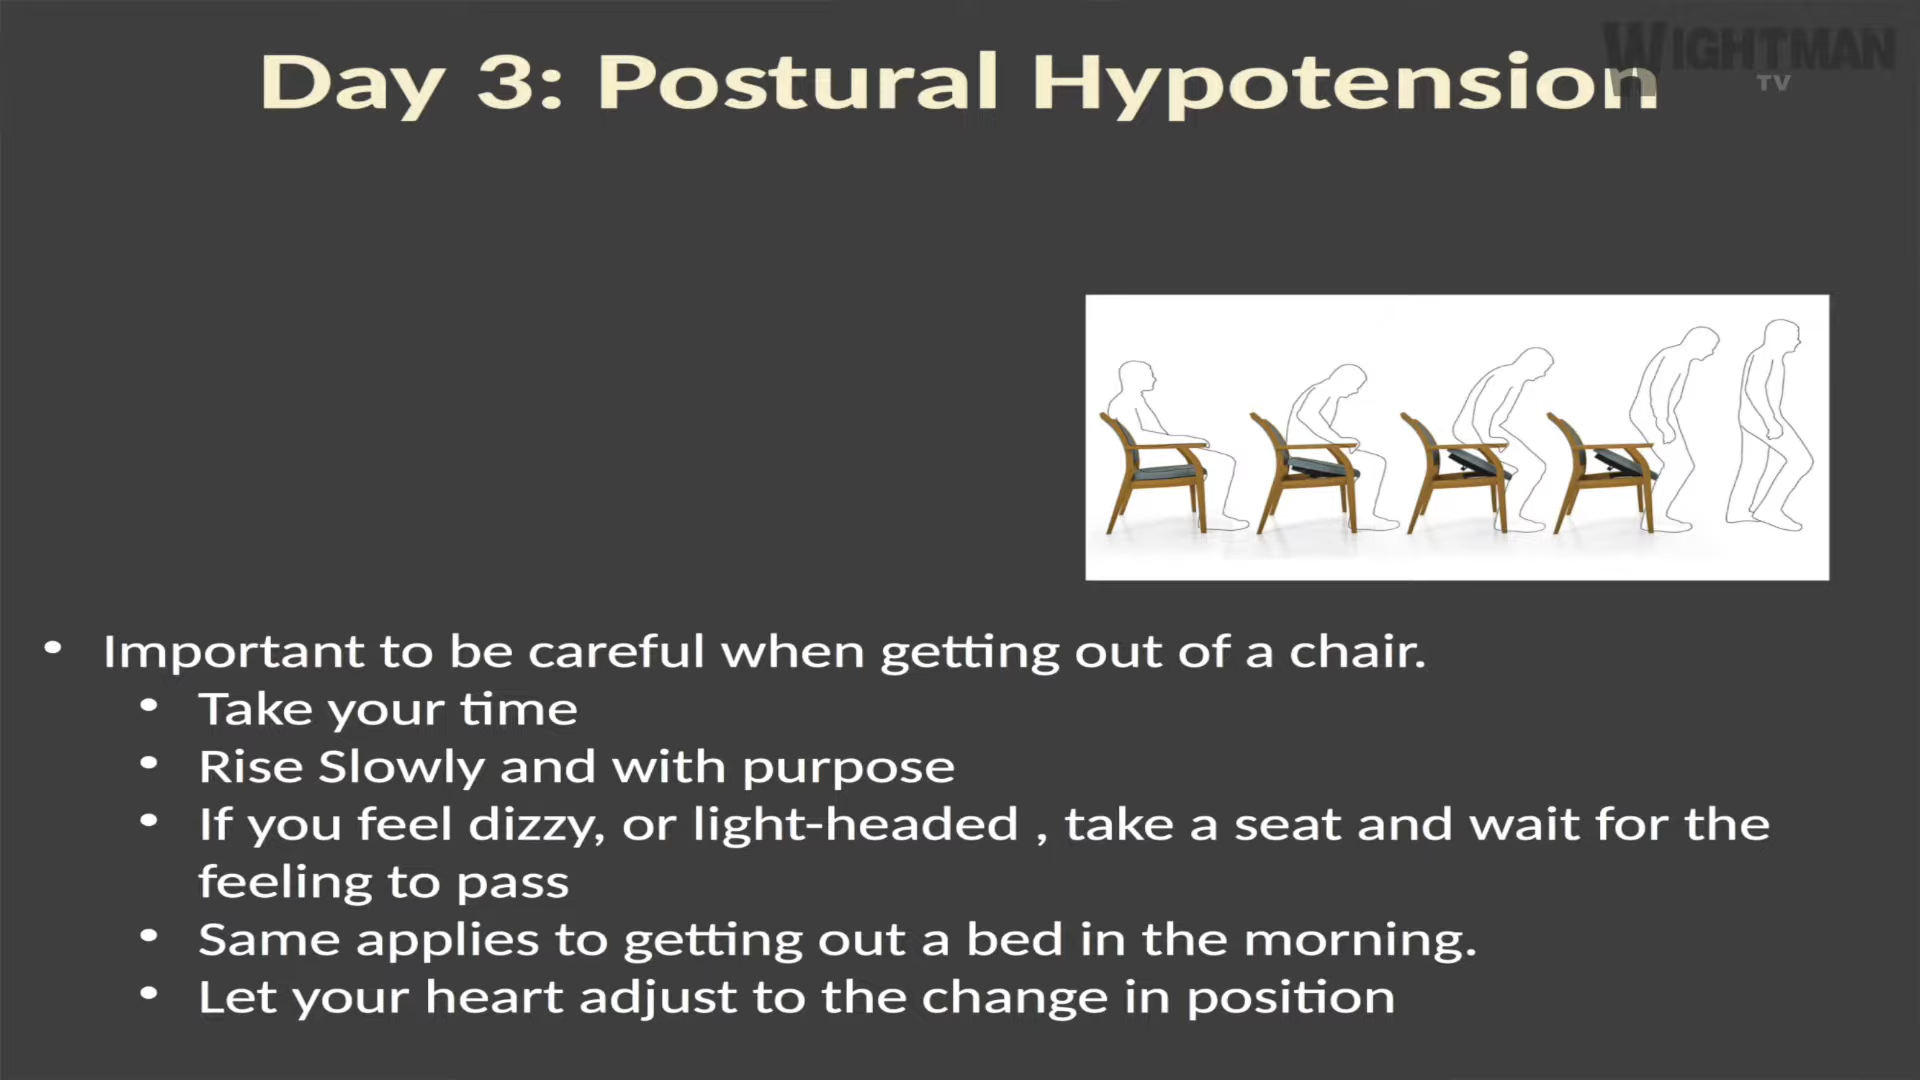 Day 3: Postural Hypotension
WIGHTMAN
TV
• Important to be careful when getting out of a chair.
• Take your time
• Rise Slowly and with purpose
• If you feel dizzy, or light-headed , take a seat and wait for the
feeling to pass
• Same applies to getting out a bed in the morning.
• Let your heart adjust to the change in position